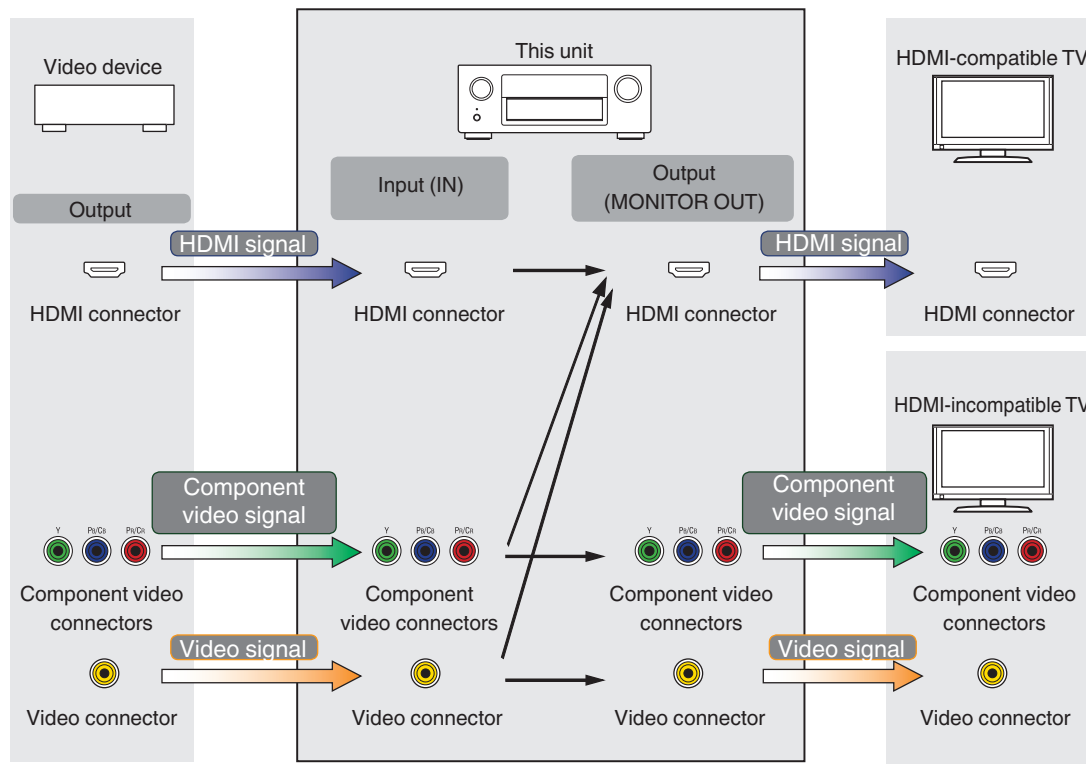 Video device
This unit
HDMI-compatible TV
Output
Input (IN)
Output
(MONITOR OUT)
HDMI signal
HDMI signal
HDMI connector
HDMI connector
HDMI connector
HDMI connector
HDMI-incompatible TV
Component
video signal
Component
video signal
Y PB/CB PR/CR
Y PB/CB PR/CR
Y PB/CB PR/CR
Y PB/CB PR/CR
Component video
connectors
Component
video connectors
Component video
connectors
Component video
connectors
Video signal
Video signal
Video connector
Video connector
Video connector
Video connector